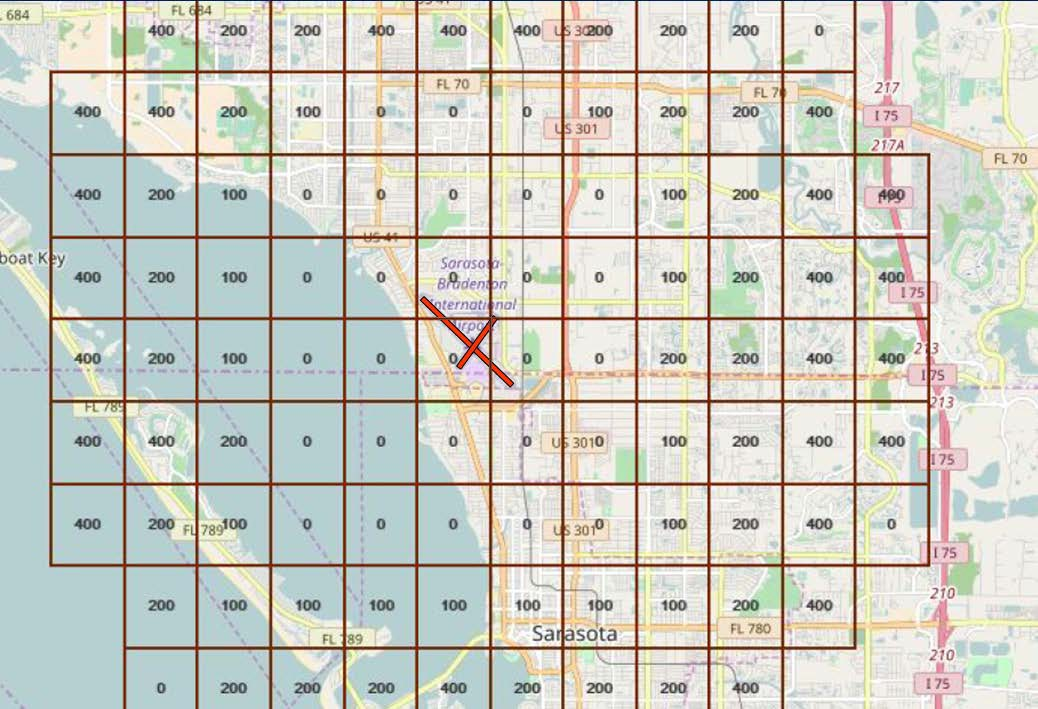 684
FL 684
400 200 200 400 400 400 US 301 200 200 200 0
FL 70
FL 70
217
I 75
400 400 200 100 0 0 0 100 200 200 400
US 301
217A
FL 70
400 200 100 0 0 0 0 0 100 200 400 400
US 41
boat Key
Sarasota-
Bradenton
International
Airport
400 200 100 0 0 0 0 0 100 200 400 400
I 75
213
400 400 200 0 0 0 0 0 100 200 400 400
I 75
213
FL 789
400 400 200 0 0 0 0 US 301 0 100 200 400 400
I 75
400 200 100 0 0 0 0 0 100 200 400 0
FL 789
US 301
I 75
210
200 100 100 100 100 100 100 100 200 400
FL 780
Sarasota
FL 789
210
0 200 200 200 400 200 200 200 400
I 75